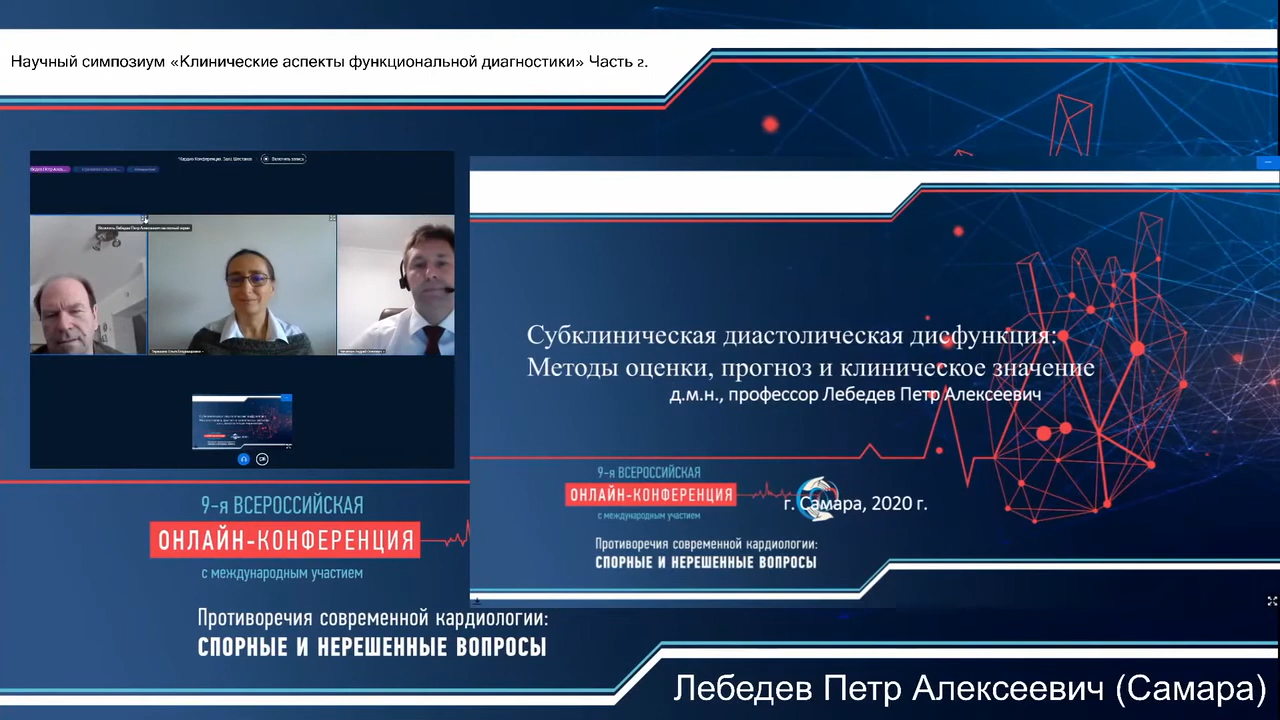 Научный симпозиум «Клинические аспекты функциональной диагностики» Часть 2.
Субклиническая диастолическая дисфункция:
Методы оценки, прогноз и клиническое значение
д.м.н., профессор Лебедев Петр Алексеевич
9-я ВСЕРОССИЙСКАЯ
ОНЛАЙН-КОНФЕРЕНЦИЯ
с международным участием
г. Самара, 2020 г.
Противоречия современной кардиологии:
СПОРНЫЕ И НЕРЕШЕННЫЕ ВОПРОСЫ
9-я ВСЕРОССИЙСКАЯ
ОНЛАЙН-КОНФЕРЕНЦИЯ
с международным участием
Противоречия современной кардиологии:
СПОРНЫЕ И НЕРЕШЕННЫЕ ВОПРОСЫ
Лебедев Петр Алексеевич (Самара)